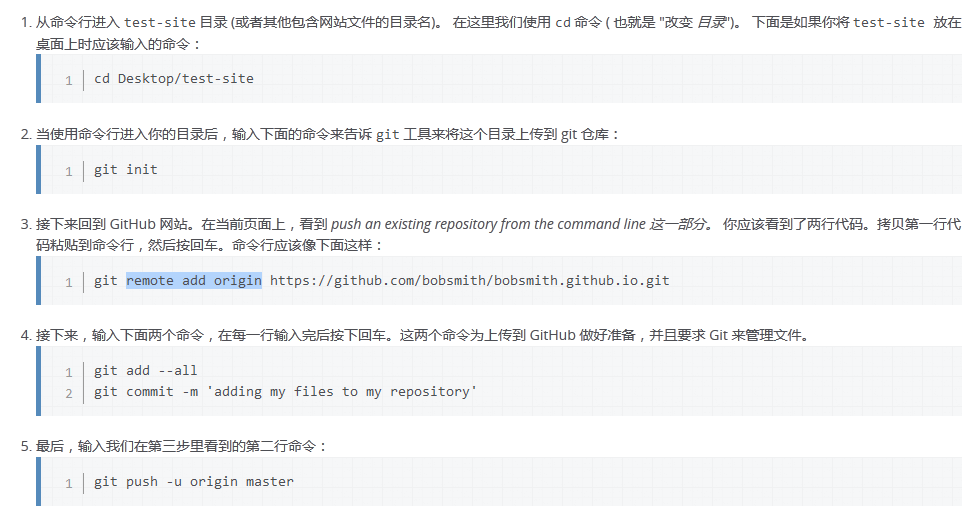 1. 从命令行进入 test-site 目录 (或者其他包含网站文件的目录名)。 在这里我们使用 cd 命令 ( 也就是 "改变 目录")。 下面是如果你将 test-site 放在
桌面上时应该输入的命令：
1 cd Desktop/test-site
2. 当使用命令行进入你的目录后，输入下面的命令来告诉 git 工具来将这个目录上传到 git 仓库：
1 git init
3. 接下来回到 GitHub 网站。在当前页面上，看到 push an existing repository from the command line 这一部分。 你应该看到了两行代码。拷贝第一行代
码粘贴到命令行，然后按回车。命令行应该像下面这样：
1 git remote add origin https://github.com/bobsmith/bobsmith.github.io.git
4. 接下来，输入下面两个命令，在每一行输入完后按下回车。这两个命令为上传到 GitHub 做好准备，并且要求 Git 来管理文件。
1 git add --all
2 git commit -m 'adding my files to my repository'
5. 最后，输入我们在第三步里看到的第二行命令：
1 git push -u origin master